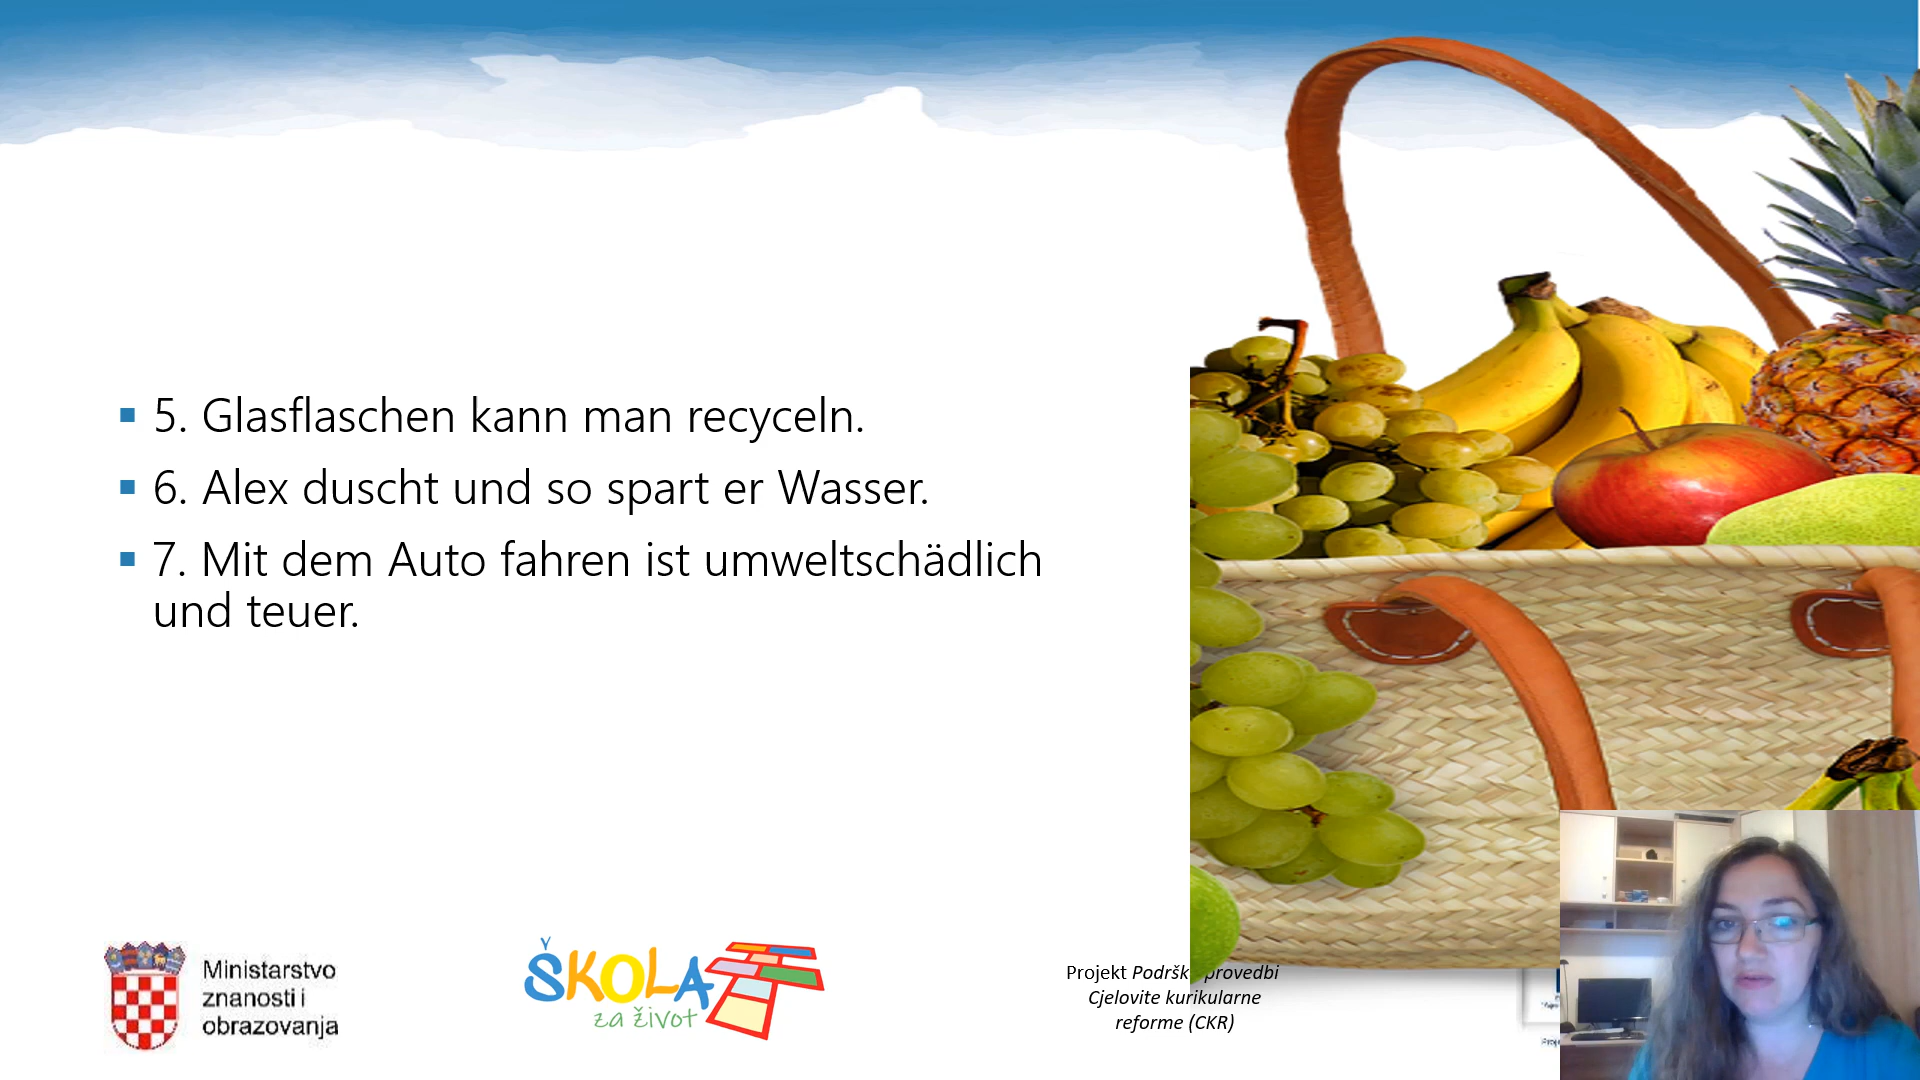 5. Glasflaschen kann man recyceln.
6. Alex duscht und so spart er Wasser.
7. Mit dem Auto fahren ist umweltschädlich
und teuer.
Ministarstvo
znanosti i
obrazovanja
ŠKOLA
za život
Projekt Podršk provedbi
Cjelovite kurikularne
reforme (CKR)